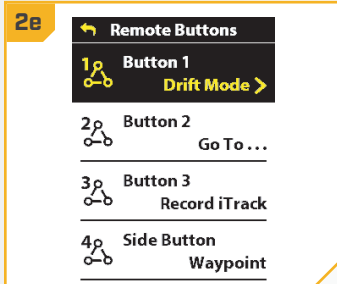 2e
Remote Buttons
1 Button 1
Drift Mode >
2 Button 2
Go To ...
3 Button 3
Record iTrack
4 Side Button
Waypoint